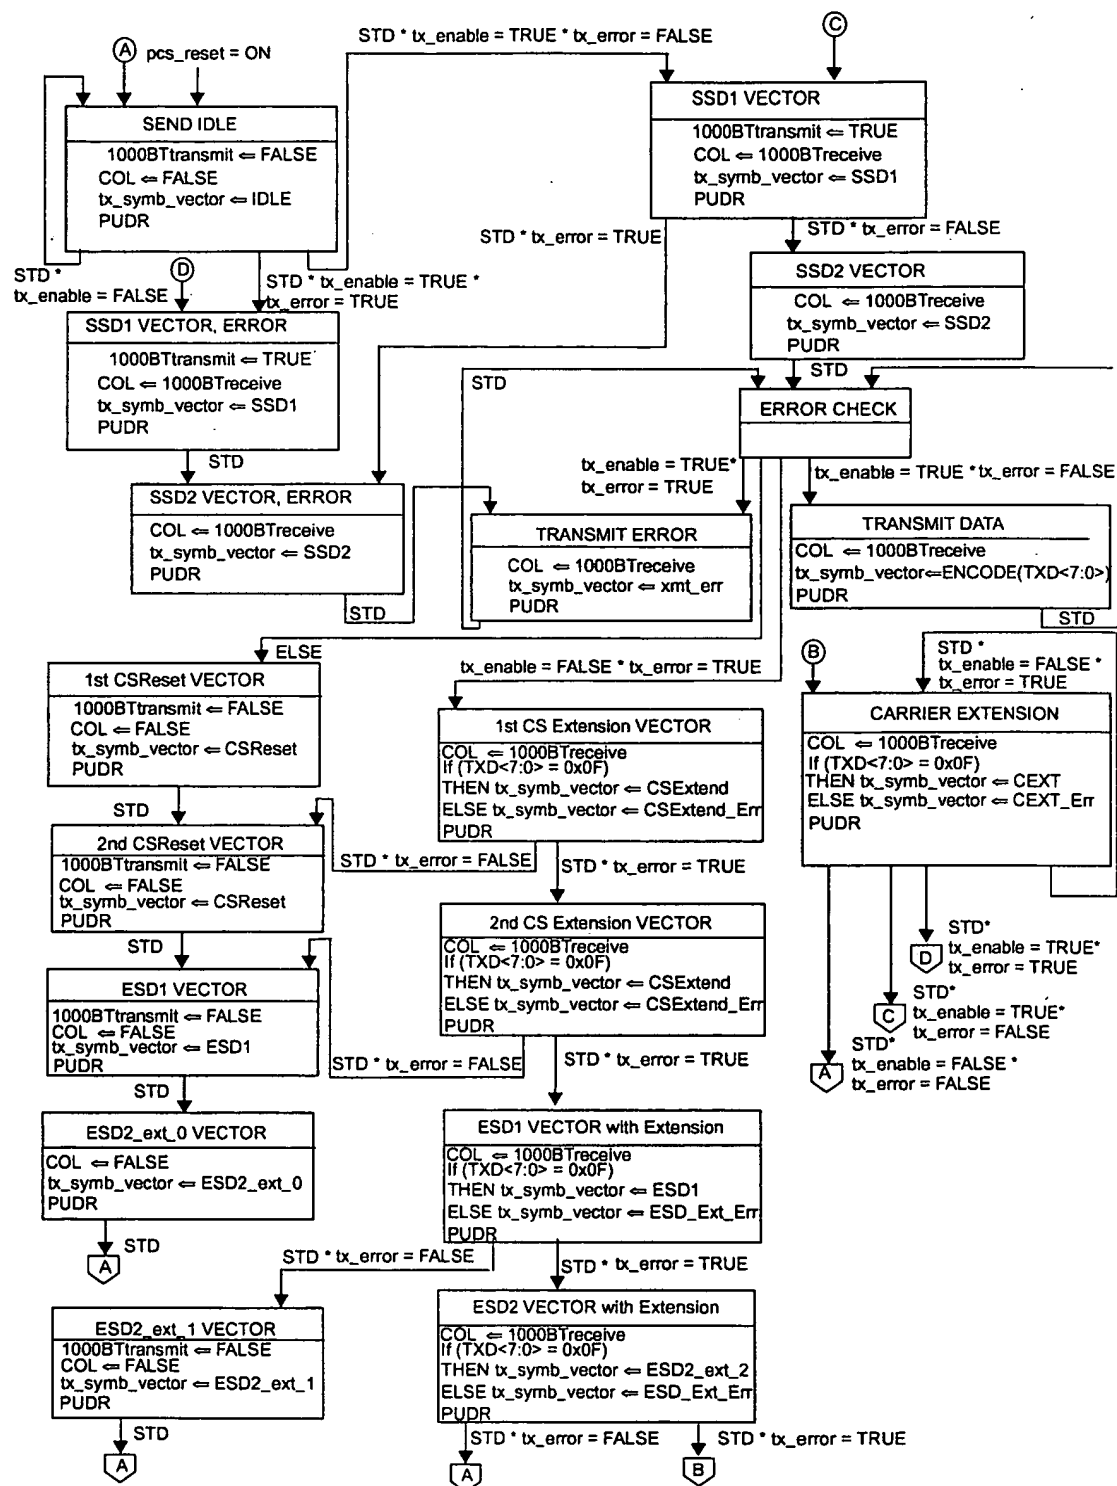 A
pcs_reset = ON
STD * tx_enable = TRUE * tx_error = FALSE
C
SEND IDLE
1000BTtransmit ⇐ FALSE
COL ⇐ FALSE
tx_symb_vector ⇐ IDLE
PUDR
SSD1 VECTOR
1000BTtransmit ⇐ TRUE
COL ⇐ 1000BTreceive
tx_symb_vector ⇐ SSD1
PUDR
STD *
tx_enable = FALSE
D
STD * tx_enable = TRUE *
tx_error = TRUE
STD * tx_error = TRUE
STD * tx_error = FALSE
SSD2 VECTOR
COL ⇐ 1000BTreceive
tx_symb_vector ⇐ SSD2
PUDR
SSD1 VECTOR, ERROR
1000BTtransmit ⇐ TRUE
COL ⇐ 1000BTreceive
tx_symb_vector ⇐ SSD1
PUDR
STD
STD
STD
ERROR CHECK
SSD2 VECTOR, ERROR
COL ⇐ 1000BTreceive
tx_symb_vector ⇐ SSD2
PUDR
STD
tx_enable = TRUE*
tx_error = TRUE
tx_enable = TRUE * tx_error = FALSE
TRANSMIT ERROR
COL ⇐ 1000BTreceive
tx_symb_vector ⇐ xmt_err
PUDR
TRANSMIT DATA
COL ⇐ 1000BTreceive
tx_symb_vector⇐ENCODE(TXD<7:0>)
PUDR
STD
ELSE
tx_enable = FALSE * tx_error = TRUE
B
STD *
tx_enable = FALSE *
tx_error = TRUE
1st CSReset VECTOR
1000BTtransmit ⇐ FALSE
COL ⇐ FALSE
tx_symb_vector ⇐ CSReset
PUDR
1st CS Extension VECTOR
COL ⇐ 1000BTreceive
If (TXD<7:0> = 0x0F)
THEN tx_symb_vector ⇐ CSExtend
ELSE tx_symb_vector ⇐ CSExtend_Err
PUDR
CARRIER EXTENSION
COL ⇐ 1000BTreceive
If (TXD<7:0> = 0x0F)
THEN tx_symb_vector ⇐ CEXT
ELSE tx_symb_vector ⇐ CEXT_Err
PUDR
STD
STD * tx_error = FALSE
STD * tx_error = TRUE
2nd CSReset VECTOR
1000BTtransmit ⇐ FALSE
COL ⇐ FALSE
tx_symb_vector ⇐ CSReset
PUDR
2nd CS Extension VECTOR
COL ⇐ 1000BTreceive
If (TXD<7:0> = 0x0F)
THEN tx_symb_vector ⇐ CSExtend
ELSE tx_symb_vector ⇐ CSExtend_Err
PUDR
STD*
tx_enable = TRUE*
tx_error = TRUE
D
STD*
tx_enable = TRUE*
tx_error = FALSE
C
STD*
tx_enable = FALSE *
tx_error = FALSE
A
STD
ESD1 VECTOR
1000BTtransmit ⇐ FALSE
COL ⇐ FALSE
tx_symb_vector ⇐ ESD1
PUDR
STD * tx_error = FALSE
STD * tx_error = TRUE
STD
ESD2_ext_0 VECTOR
COL ⇐ FALSE
tx_symb_vector ⇐ ESD2_ext_0
PUDR
STD
A
ESD1 VECTOR with Extension
COL ⇐ 1000BTreceive
If (TXD<7:0> = 0x0F)
THEN tx_symb_vector ⇐ ESD1
ELSE tx_symb_vector ⇐ ESD_Ext_Err
PUDR
STD * tx_error = FALSE
STD * tx_error = TRUE
ESD2_ext_1 VECTOR
1000BTtransmit ⇐ FALSE
COL ⇐ FALSE
tx_symb_vector ⇐ ESD2_ext_1
PUDR
STD
A
ESD2 VECTOR with Extension
COL ⇐ 1000BTreceive
If (TXD<7:0> = 0x0F)
THEN tx_symb_vector ⇐ ESD2_ext_2
ELSE tx_symb_vector ⇐ ESD_Ext_Err
PUDR
STD * tx_error = FALSE
STD * tx_error = TRUE
A
B